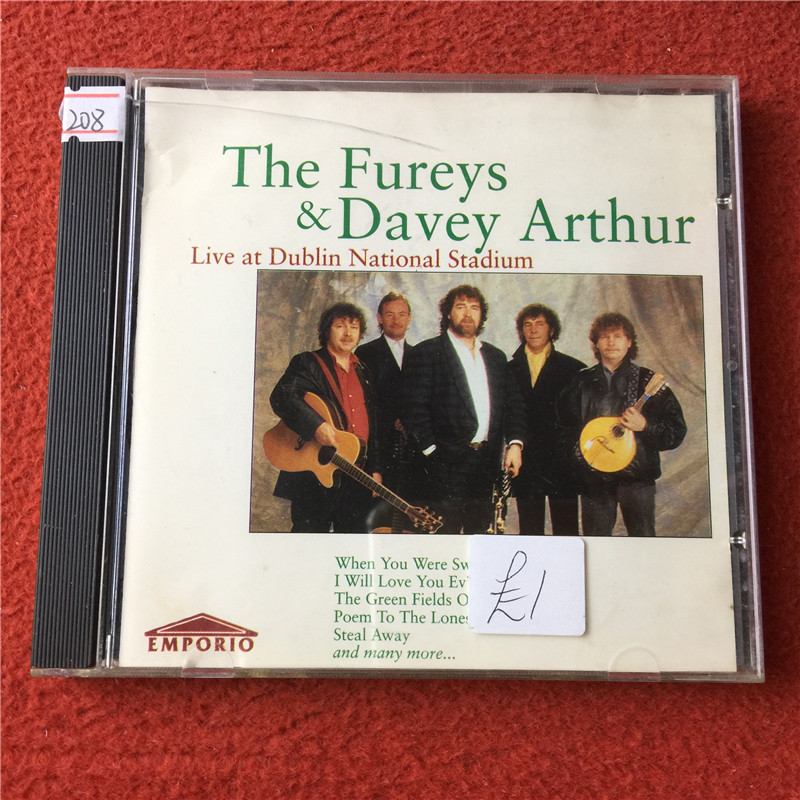 208
The Fureys
& Davey Arthur
Live at Dublin National Stadium
When You Were Sw
I Will Love You Ev
The Green Fields O
Poem To The Lones
Steal Away
and many more...
£1
EMPORIO